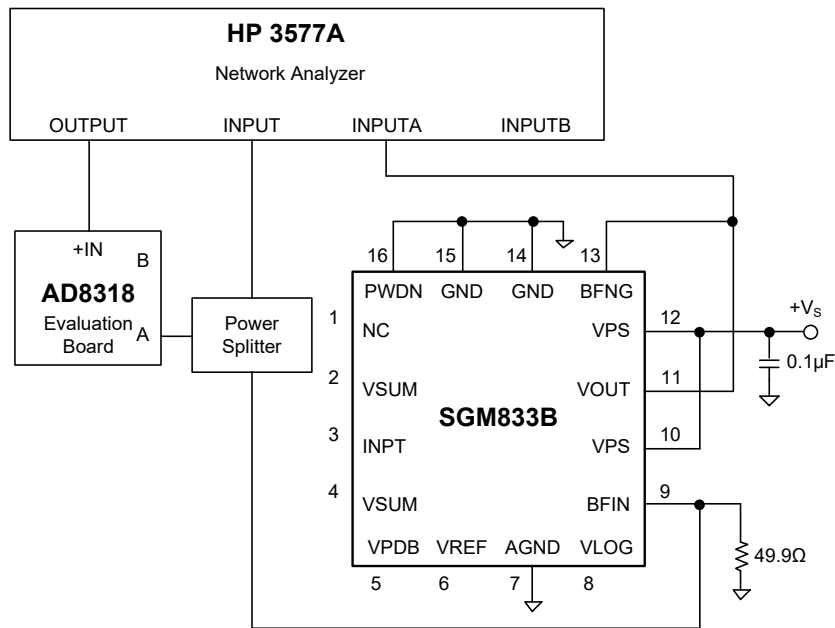 HP 3577A
Network Analyzer
OUTPUT INPUT INPUTA INPUTB
+IN
B
AD8318
Evaluation
Board
A
Power
Splitter
16 15 14 13
PWDN GND GND BFNG
1
NC
2
VSUM
3
INPT
4
VSUM
SGM833B
12
VPS
11
VOUT
10
VPS
9
BFIN
VPDB VREF AGND VLOG
5 6 7 8
+VS
0.1µF
49.9Ω